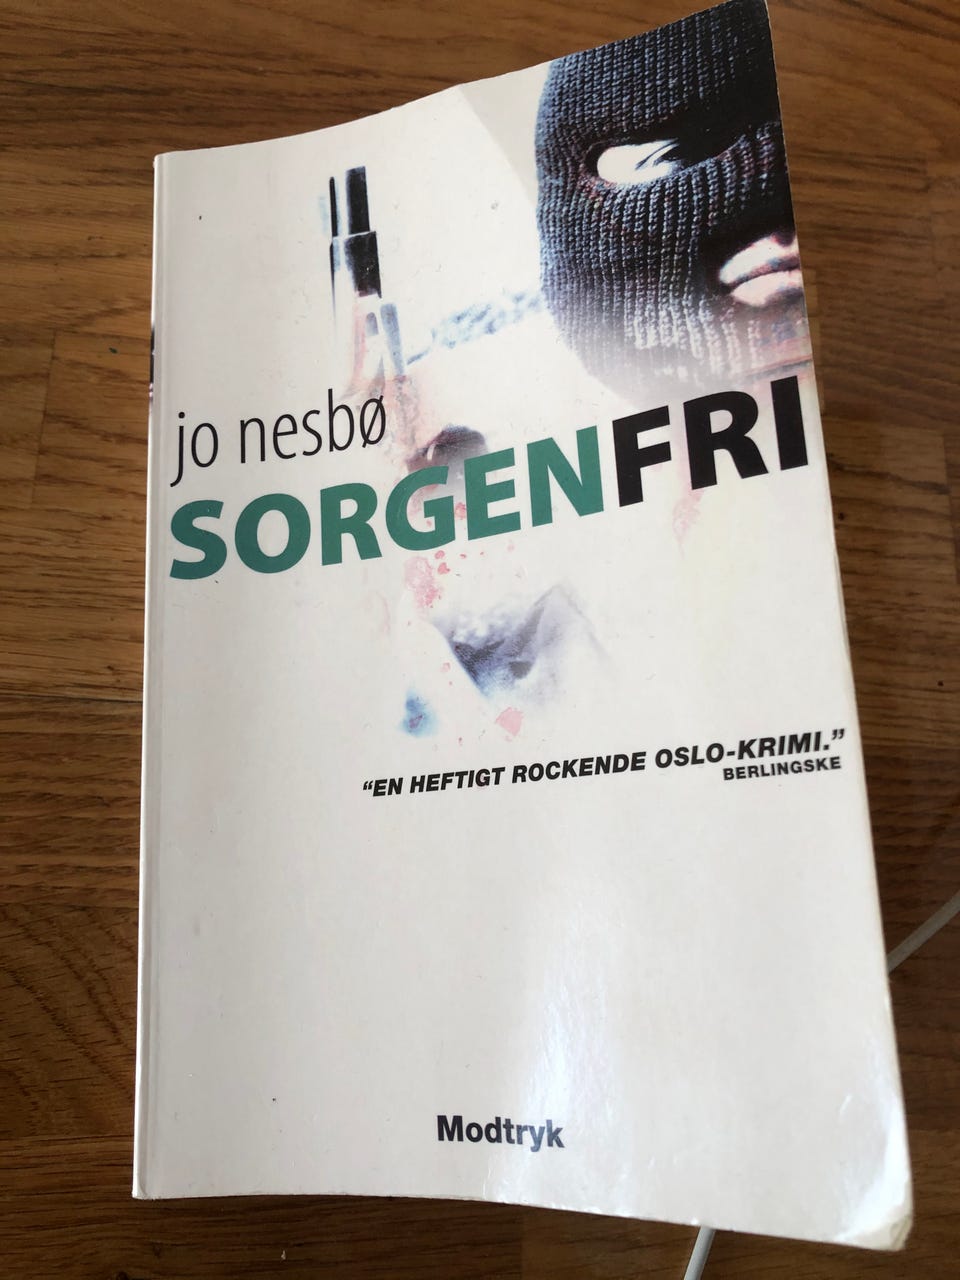 jo nesbø
SORGENFRI
“EN HEFTIGT ROCKENDE OSLO-KRIMI.”
BERLINGSKE
Modtryk